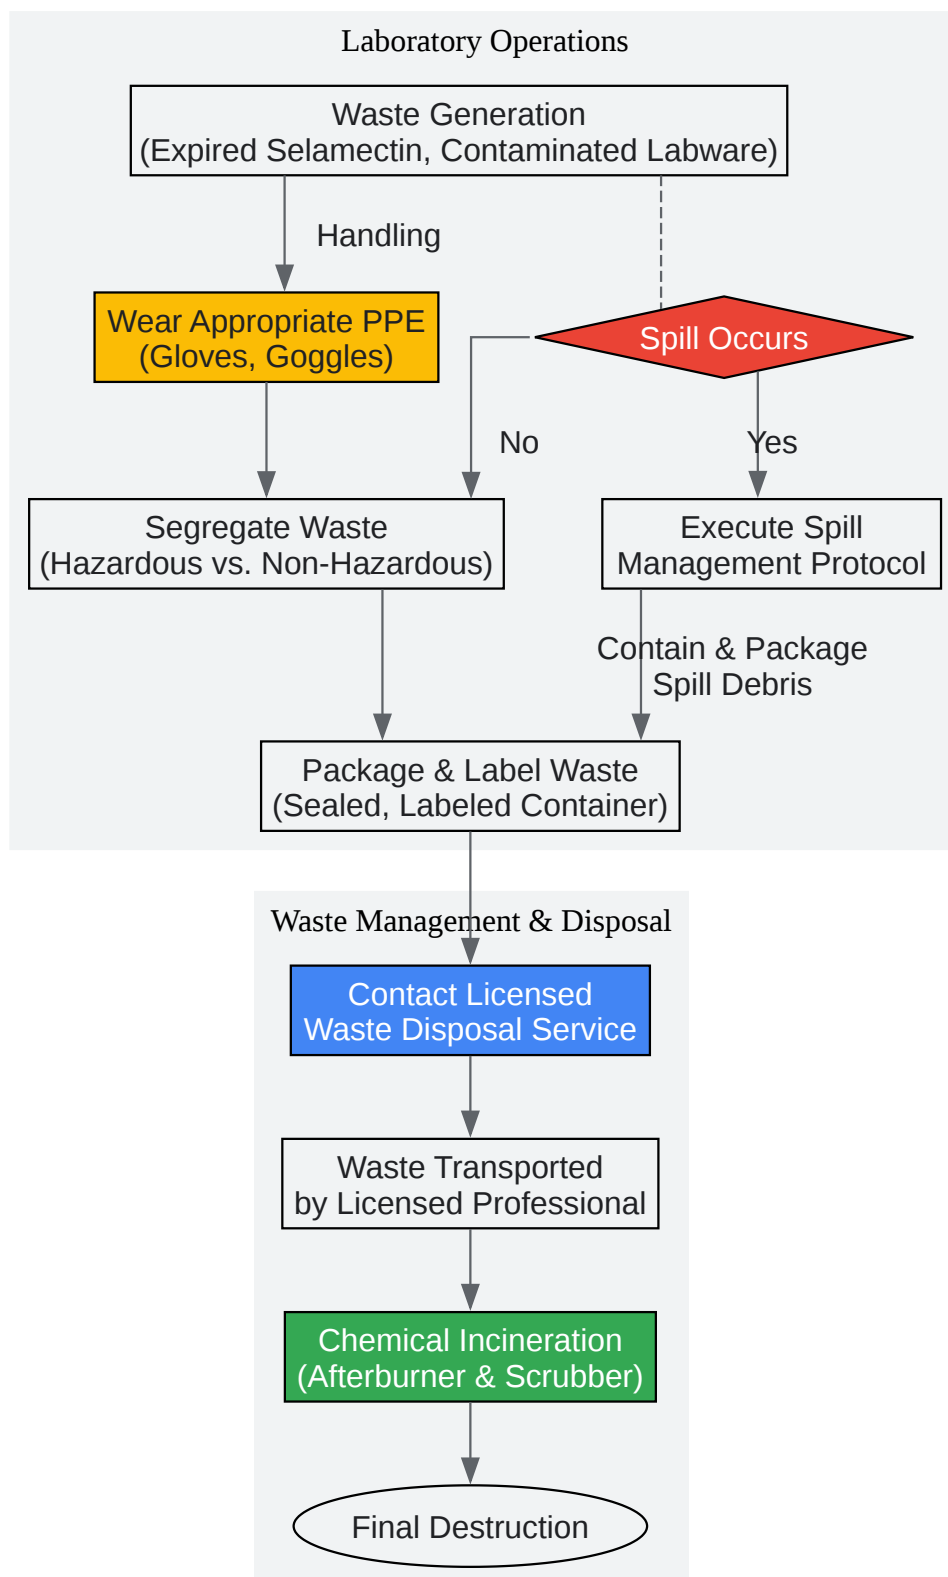 Laboratory Operations
Waste Generation
(Expired Selamectin, Contaminated Labware)
Handling
Wear Appropriate PPE
(Gloves, Goggles)
Spill Occurs
No
Yes
Segregate Waste
(Hazardous vs. Non-Hazardous)
Execute Spill
Management Protocol
Contain & Package
Spill Debris
Package & Label Waste
(Sealed, Labeled Container)
Waste Management & Disposal
Contact Licensed
Waste Disposal Service
Waste Transported
by Licensed Professional
Chemical Incineration
(Afterburner & Scrubber)
Final Destruction